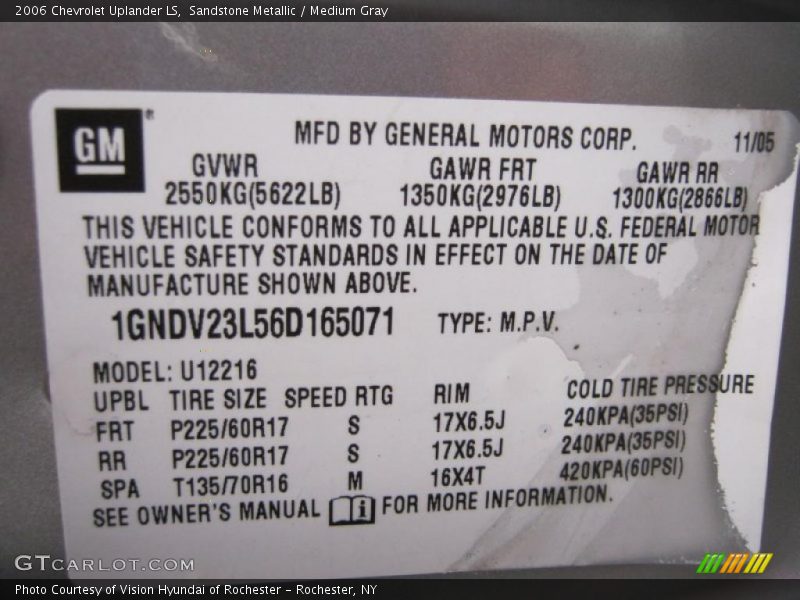 2006 Chevrolet Uplander LS, Sandstone Metallic / Medium Gray
GM ®
MFD BY GENERAL MOTORS CORP. 11/05
GVWR GAWR FRT GAWR RR
2550KG(5622LB) 1350KG(2976LB) 1300KG(2866LB)
THIS VEHICLE CONFORMS TO ALL APPLICABLE U.S. FEDERAL MOTOR
VEHICLE SAFETY STANDARDS IN EFFECT ON THE DATE OF
MANUFACTURE SHOWN ABOVE.
1GNDV23L56D165071 TYPE: M.P.V.
MODEL: U12216
UPBL TIRE SIZE SPEED RTG RIM COLD TIRE PRESSURE
FRT P225/60R17 S 17X6.5J 240KPA(35PSI)
RR P225/60R17 S 17X6.5J 240KPA(35PSI)
SPA T135/70R16 M 16X4T 420KPA(60PSI)
SEE OWNER'S MANUAL i FOR MORE INFORMATION.
GTCARLOT.COM
Photo Courtesy of Vision Hyundai of Rochester – Rochester, NY